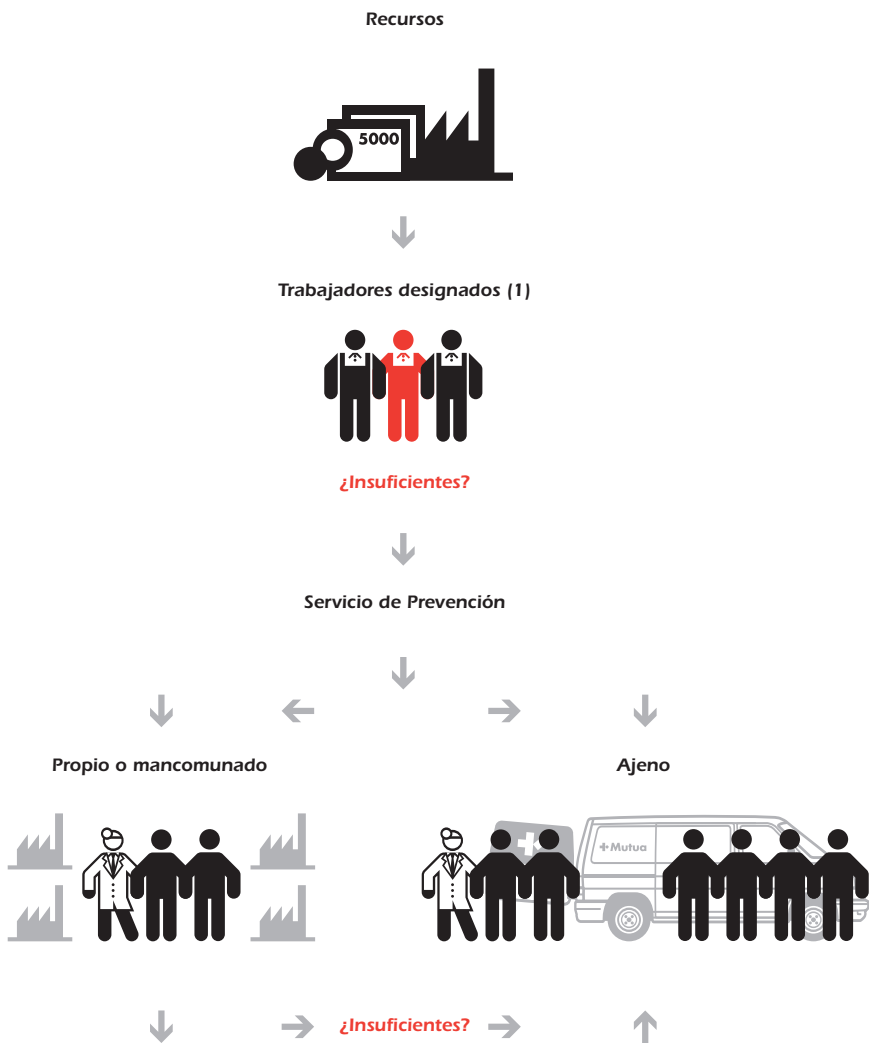 Recursos
5000
Trabajadores designados (1)
¿Insuficientes?
Servicio de Prevención
Propio o mancomunado
Ajeno
Mutua
¿Insuficientes?